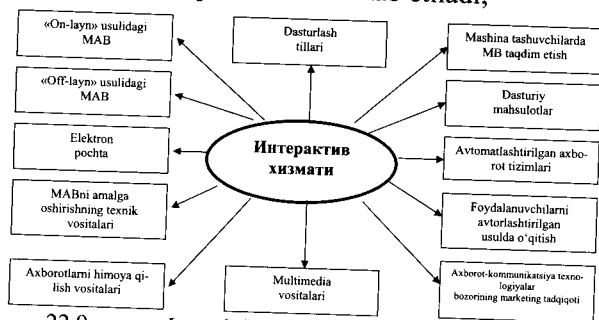 etiladi;
«On-layn» usulidagi
MAB
Dasturlash
tillari
Mashina tashuvchilarda
MB taqdim etish
«Off-layn» usulidagi
MAB
Dasturiy
mahsulotlar
Elektron
pochta
Интерактив
хизмати
Avtomatlashtirilgan axbo-
rot tizimlari
MABni amalga
oshirishning texnik
vositalari
Foydalanuvchilarni
avtorlashtirilgan
usulda o‘qitish
Axborotlarni himoya qi-
lish vositalari
Multimedia
vositalari
Axborot-kommunikatsiya texno-
logiyalar
bozorining marketing tadqiqoti